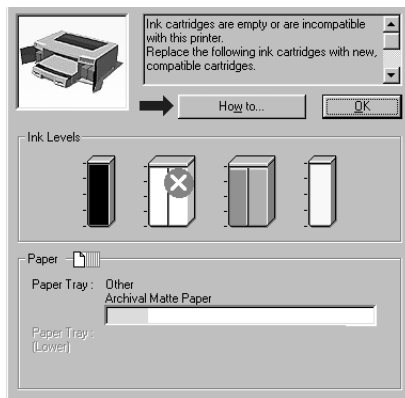 Ink cartridges are empty or are incompatible
with this printer.
Replace the following ink cartridges with new,
compatible cartridges.
How to...
OK
Ink Levels
Paper
Paper Tray : Other
Archival Matte Paper
Paper Tray :
(Lower)